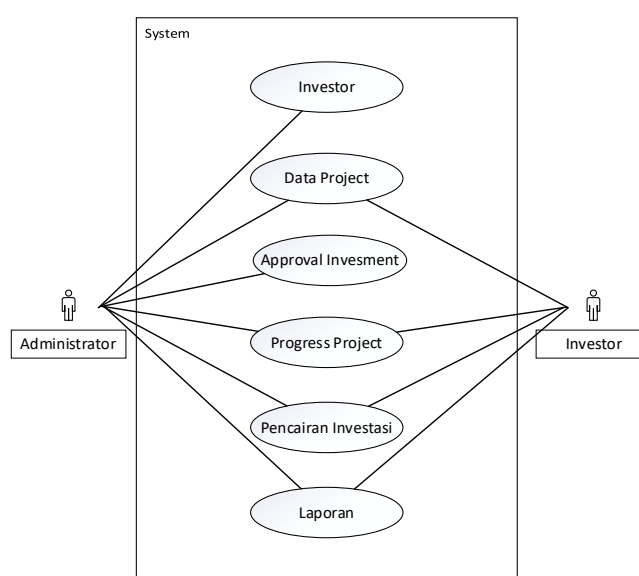 System
Investor
Data Project
Approval Invesment
Administrator
Progress Project
Investor
Pencairan Investasi
Laporan